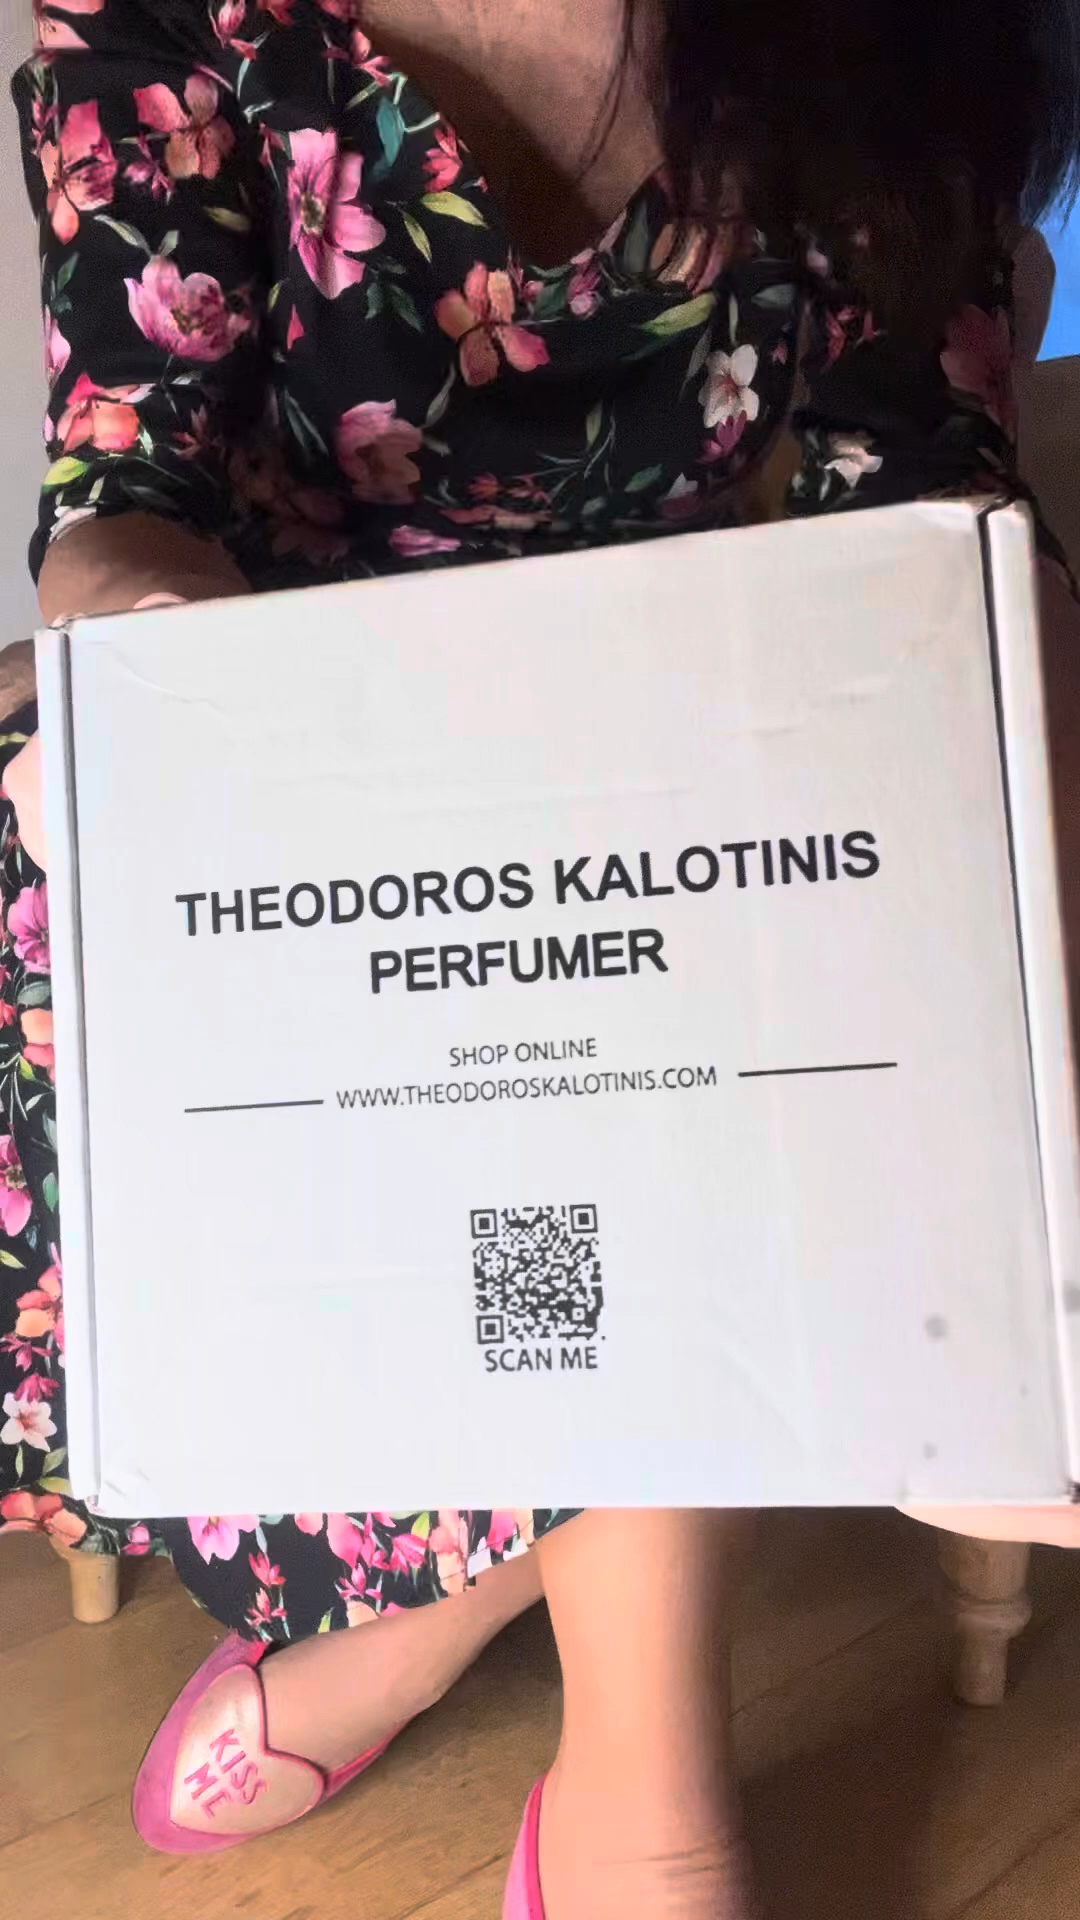 THEODOROS KALOTINIS
PERFUMER
SHOP ONLINE
WWW.THEODOROSKALOTINIS.COM
SCAN ME
KISS
ME